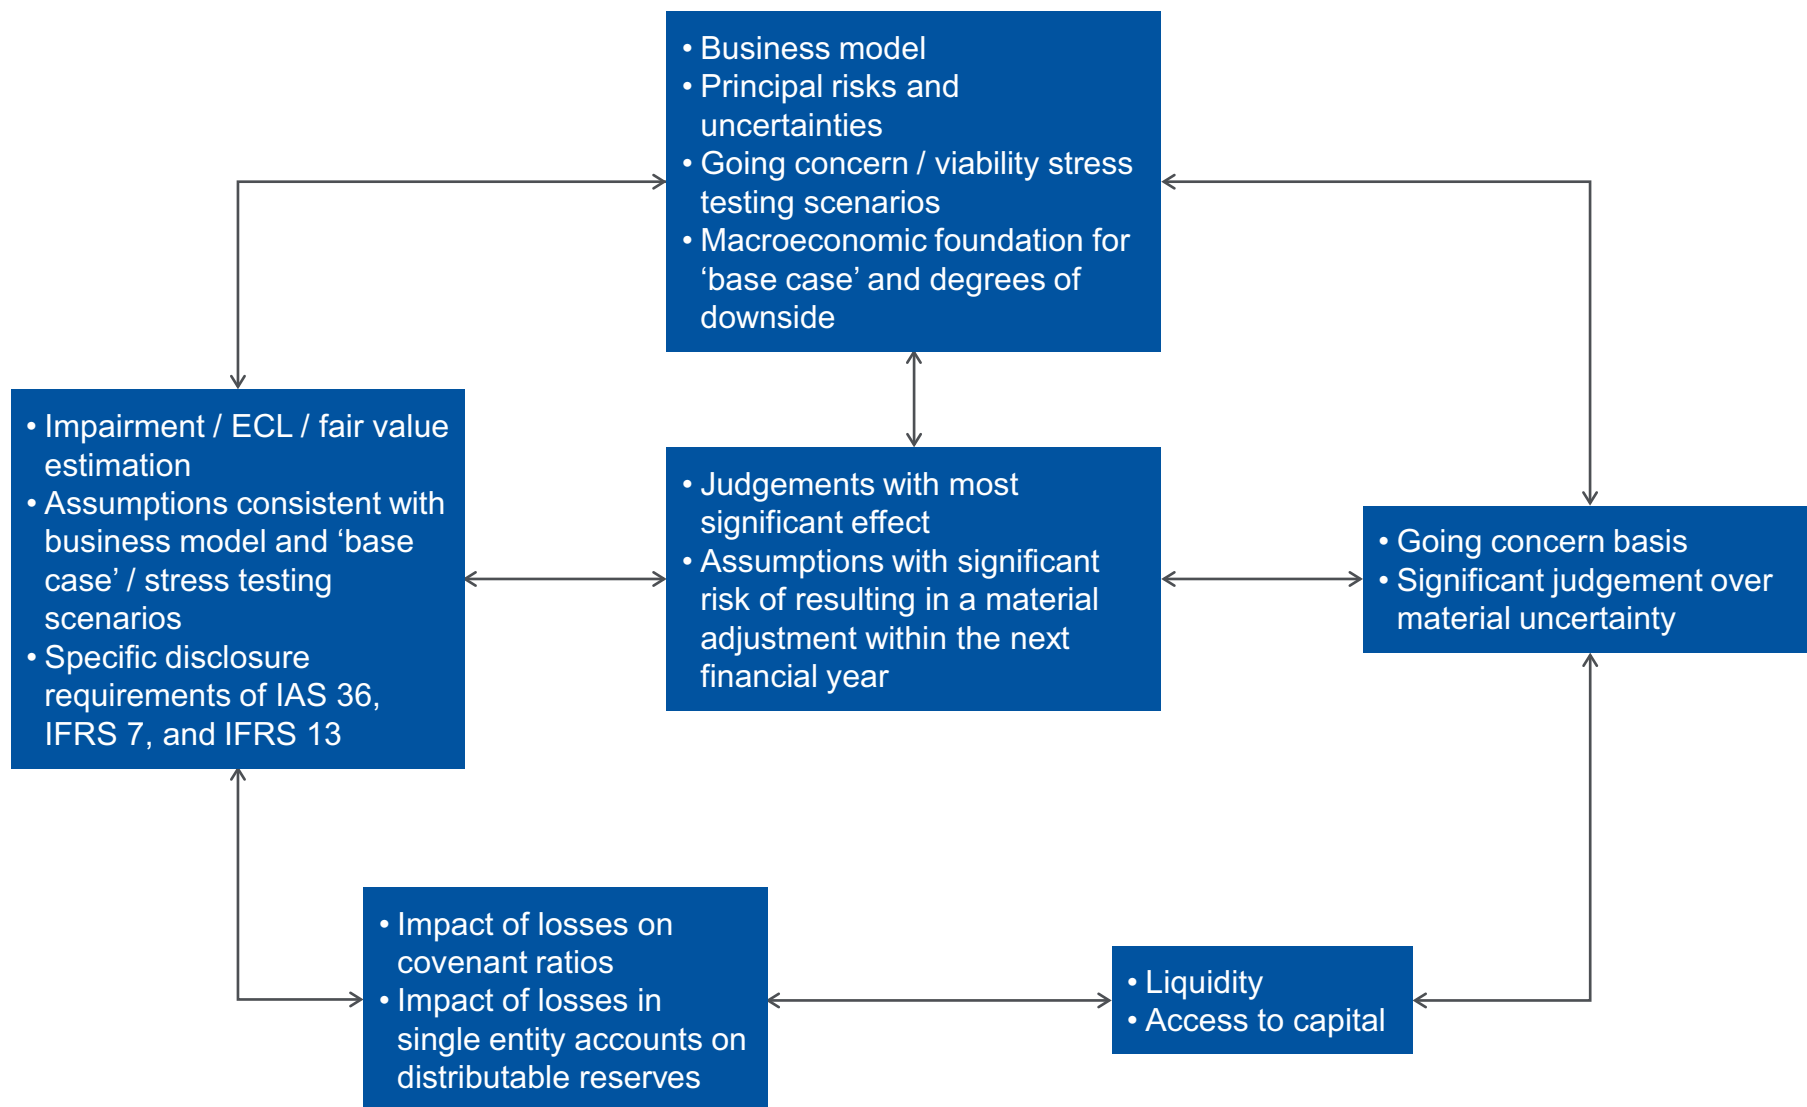 • Business model
• Principal risks and
uncertainties
• Going concern / viability stress
testing scenarios
• Macroeconomic foundation for
‘base case’ and degrees of
downside
• Impairment / ECL / fair value
estimation
• Assumptions consistent with
business model and ‘base
case’ / stress testing
scenarios
• Specific disclosure
requirements of IAS 36,
IFRS 7, and IFRS 13
• Judgements with most
significant effect
• Assumptions with significant
risk of resulting in a material
adjustment within the next
financial year
• Going concern basis
• Significant judgement over
material uncertainty
• Impact of losses on
covenant ratios
• Impact of losses in
single entity accounts on
distributable reserves
• Liquidity
• Access to capital